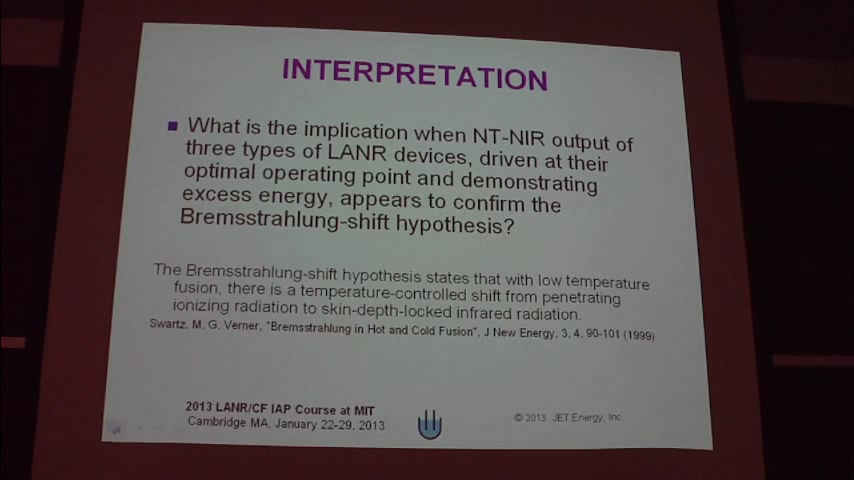 INTERPRETATION
What is the implication when NT-NIR output of
three types of LANR devices, driven at their
optimal operating point and demonstrating
excess energy, appears to confirm the
Bremsstrahlung-shift hypothesis?
The Bremsstrahlung-shift hypothesis states that with low temperature
fusion, there is a temperature-controlled shift from penetrating
ionizing radiation to skin-depth-locked infrared radiation.
Swartz, M, G. Verner, "Bremsstrahlung in Hot and Cold Fusion", J New Energy, 3, 4, 90-101 (1999)
2013 LANR/CF IAP Course at MIT
Cambridge MA, January 22-29, 2013
© 2013 JET Energy, Inc.